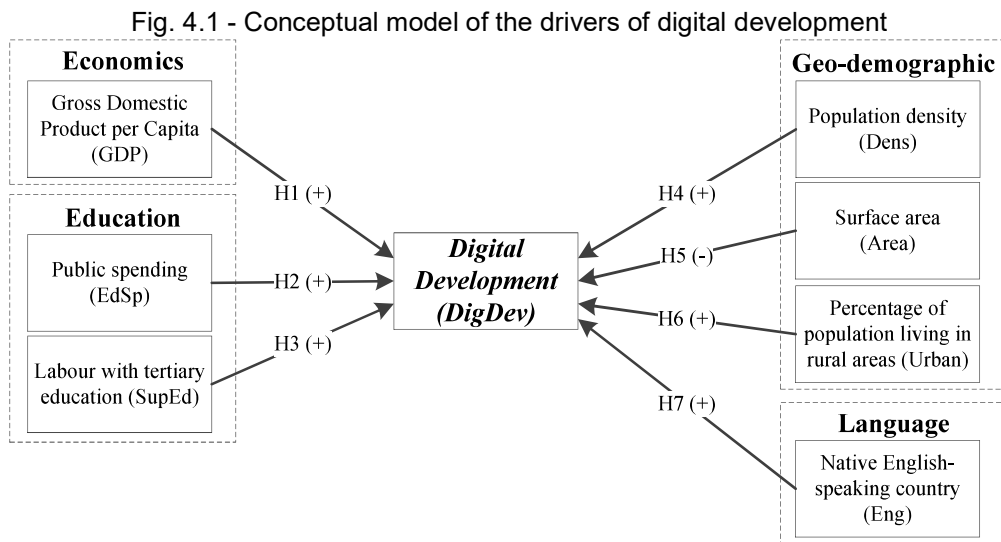 Fig. 4.1 - Conceptual model of the drivers of digital development
Economics
Gross Domestic
Product per Capita
(GDP)
Education
Public spending
(EdSp)
Labour with tertiary
education (SupEd)
H1 (+)
H2 (+)
H3 (+)
Digital
Development
(DigDev)
H4 (+)
H5 (-)
H6 (+)
H7 (+)
Geo-demographic
Population density
(Dens)
Surface area
(Area)
Percentage of
population living in
rural areas (Urban)
Language
Native English-
speaking country
(Eng)